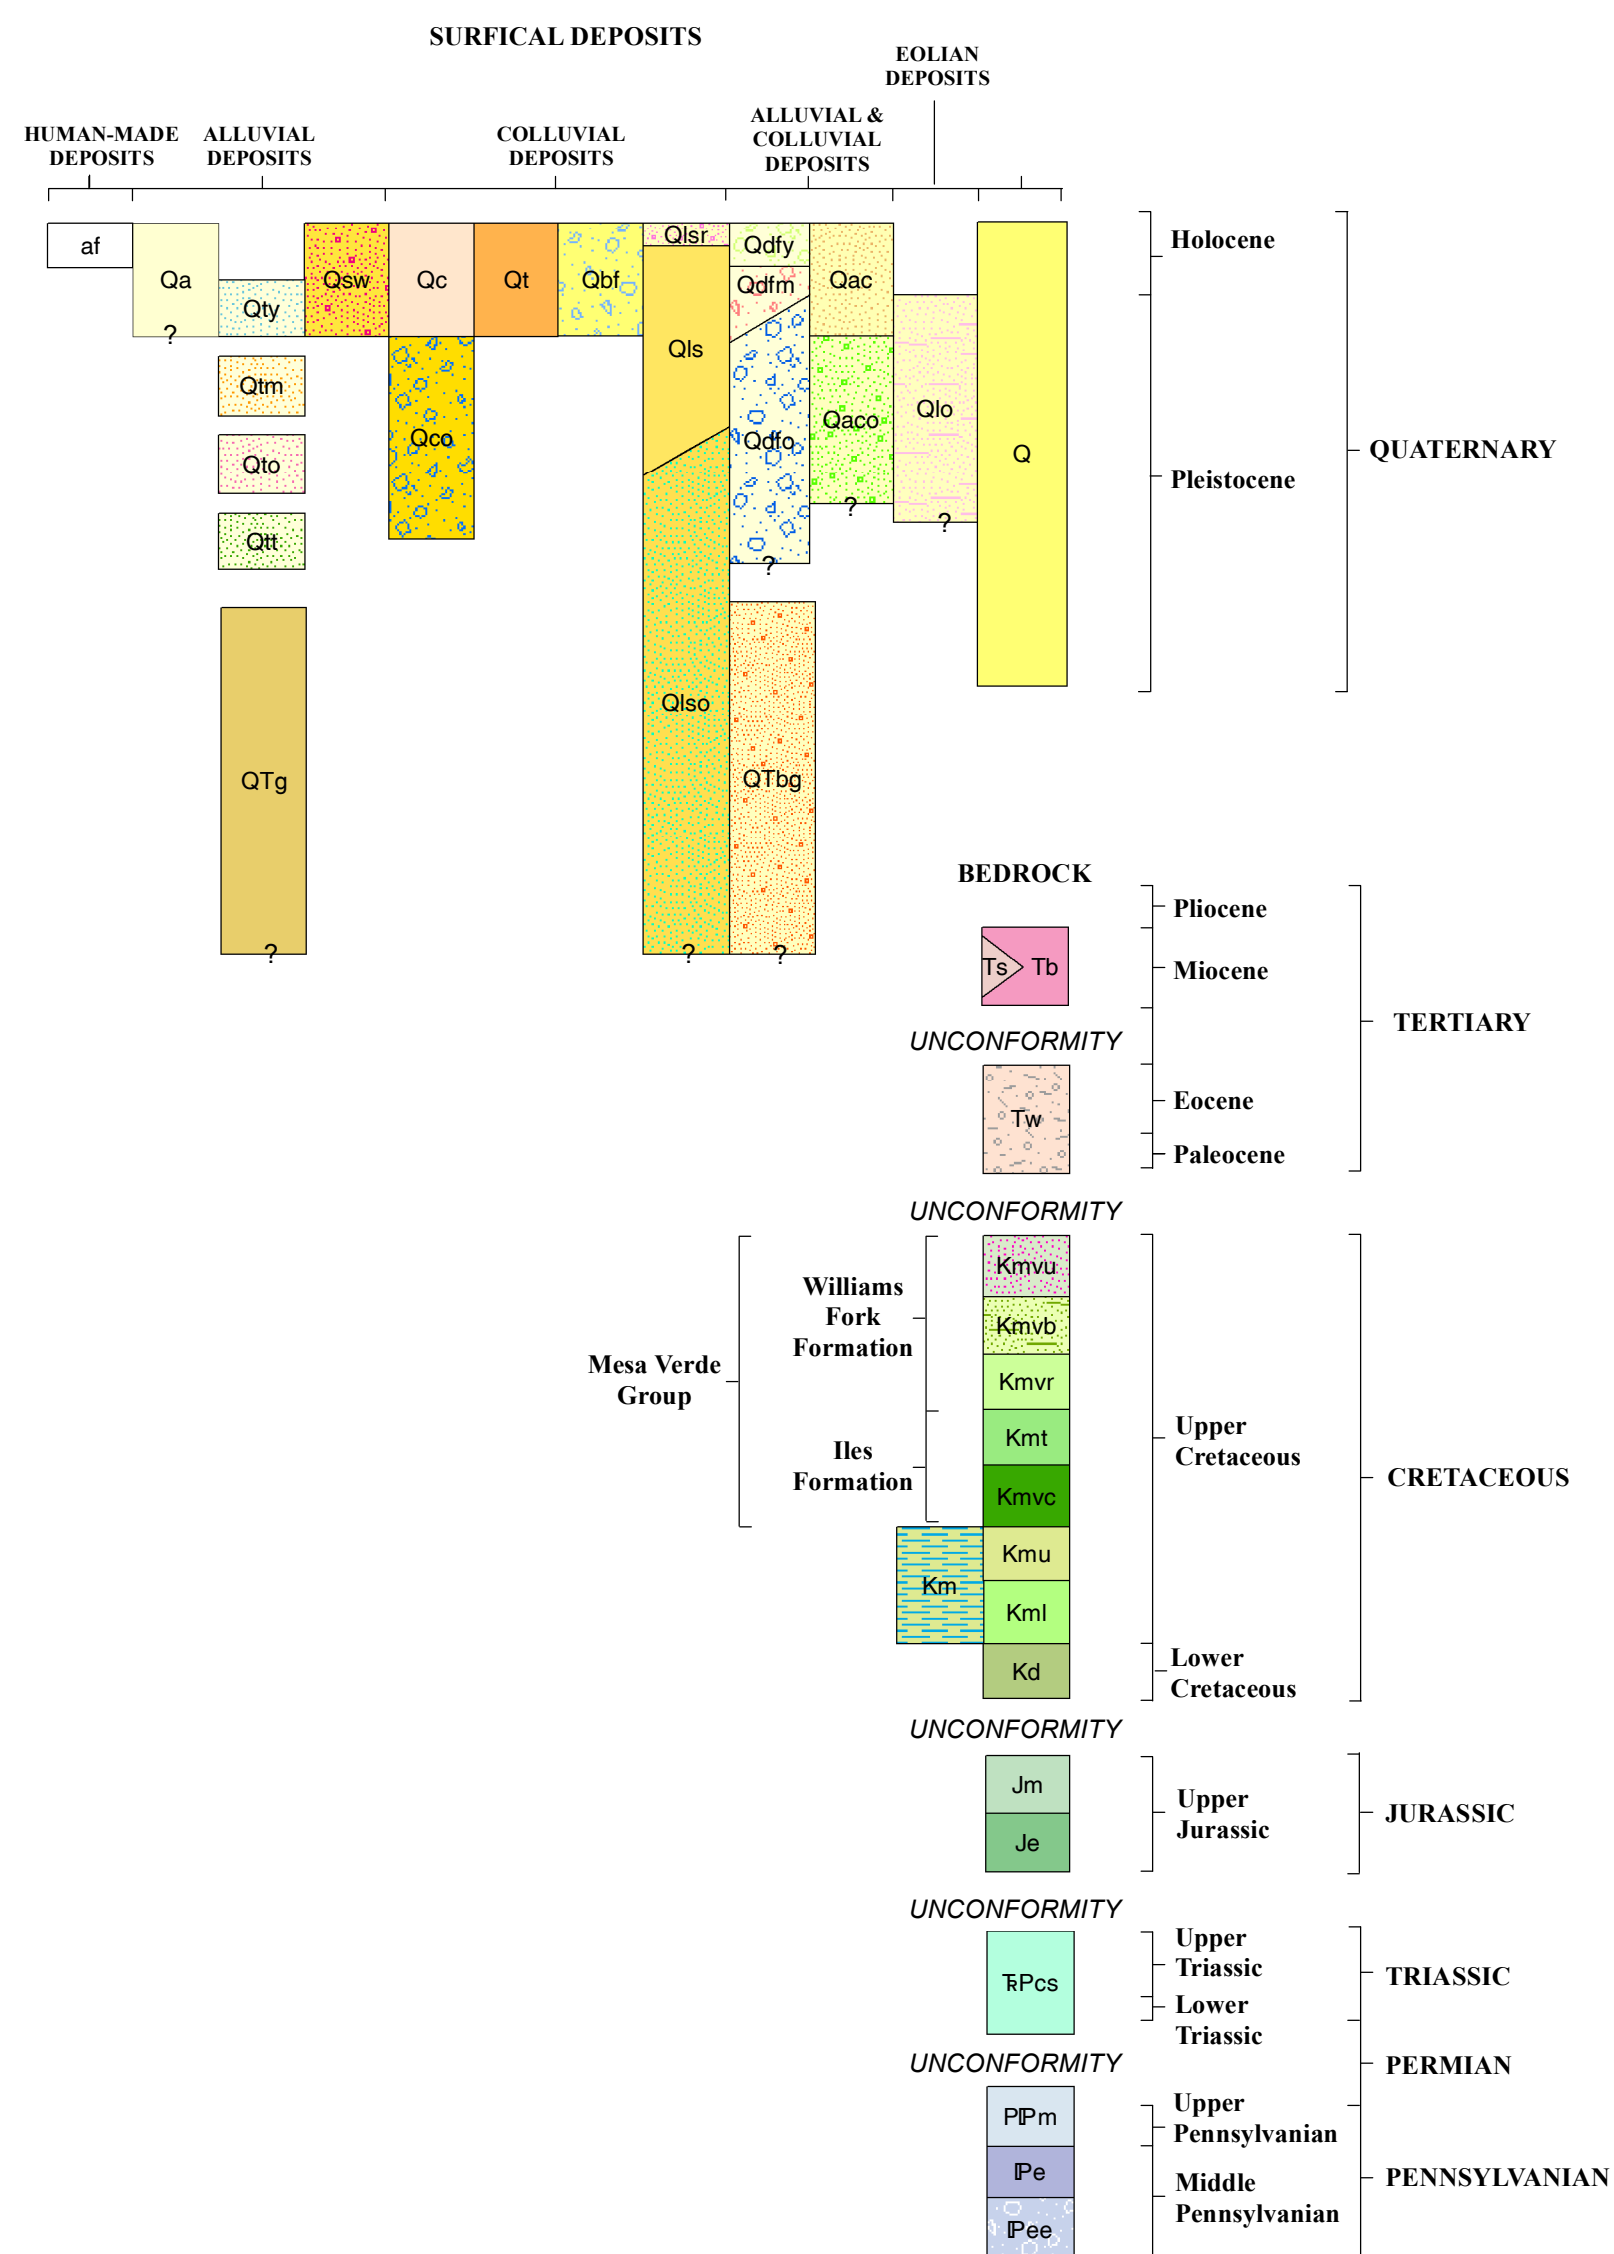 SURFICAL DEPOSITS
EOLIAN
DEPOSITS
HUMAN-MADE
DEPOSITS
ALLUVIAL
DEPOSITS
COLLUVIAL
DEPOSITS
ALLUVIAL &
COLLUVIAL
DEPOSITS
af
Qa
?
Qty
Qsw
Qc
Qt
Qbf
Qlsr
Qdfy
Qdfm
Qac
Qls
Qtm
Qco
Qdfo
Qaco
?
Qlo
?
Q
Qto
Qtt
?
QTg
?
Qlso
?
QTbg
?
Holocene
Pleistocene
QUATERNARY
BEDROCK
Ts
Tb
UNCONFORMITY
Tw
Pliocene
Miocene
Eocene
Paleocene
TERTIARY
UNCONFORMITY
Mesa Verde
Group
Williams
Fork
Formation
Iles
Formation
Kmvu
Kmvb
Kmvr
Kmt
Kmvc
Km
Kmu
Kml
Kd
Upper
Cretaceous
Lower
Cretaceous
CRETACEOUS
UNCONFORMITY
Jm
Je
Upper
Jurassic
JURASSIC
UNCONFORMITY
TRPcs
Upper
Triassic
Lower
Triassic
TRIASSIC
UNCONFORMITY
PERMIAN
Pℙm
ℙe
ℙee
Upper
Pennsylvanian
Middle
Pennsylvanian
PENNSYLVANIAN